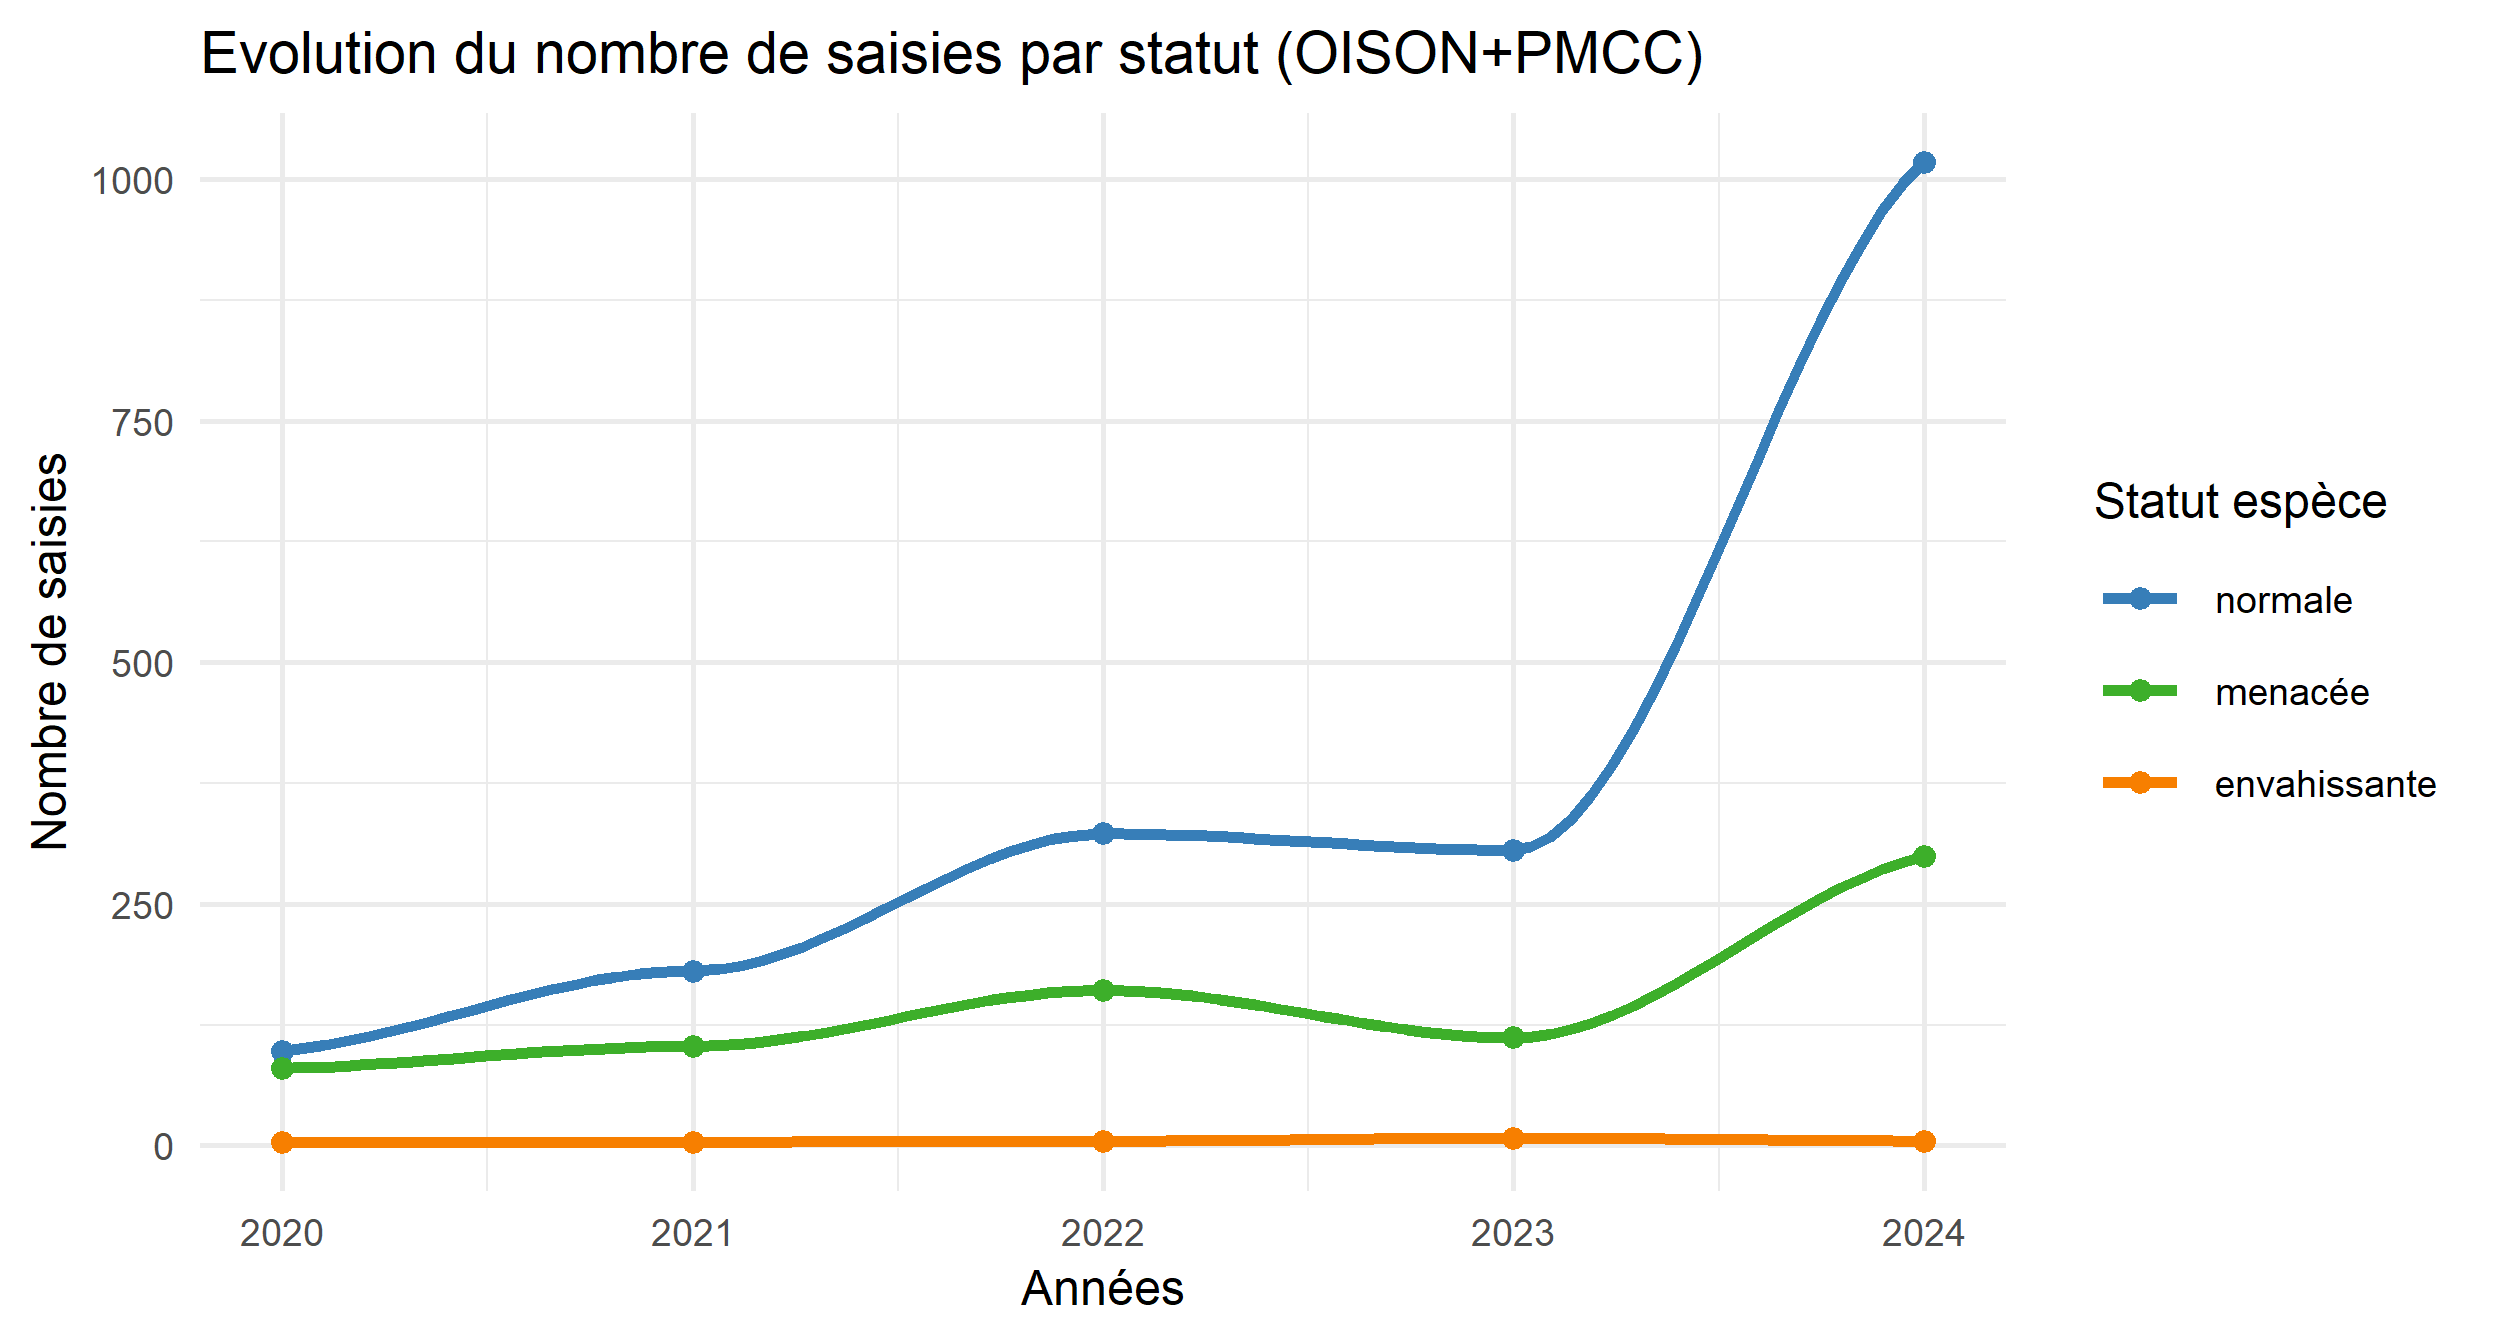 Evolution du nombre de saisies par statut (OISON+PMCC)
Nombre de saisies
1000
750
500
250
0
2020
2021
2022
2023
2024
Années
Statut espèce
normale
menacée
envahissante